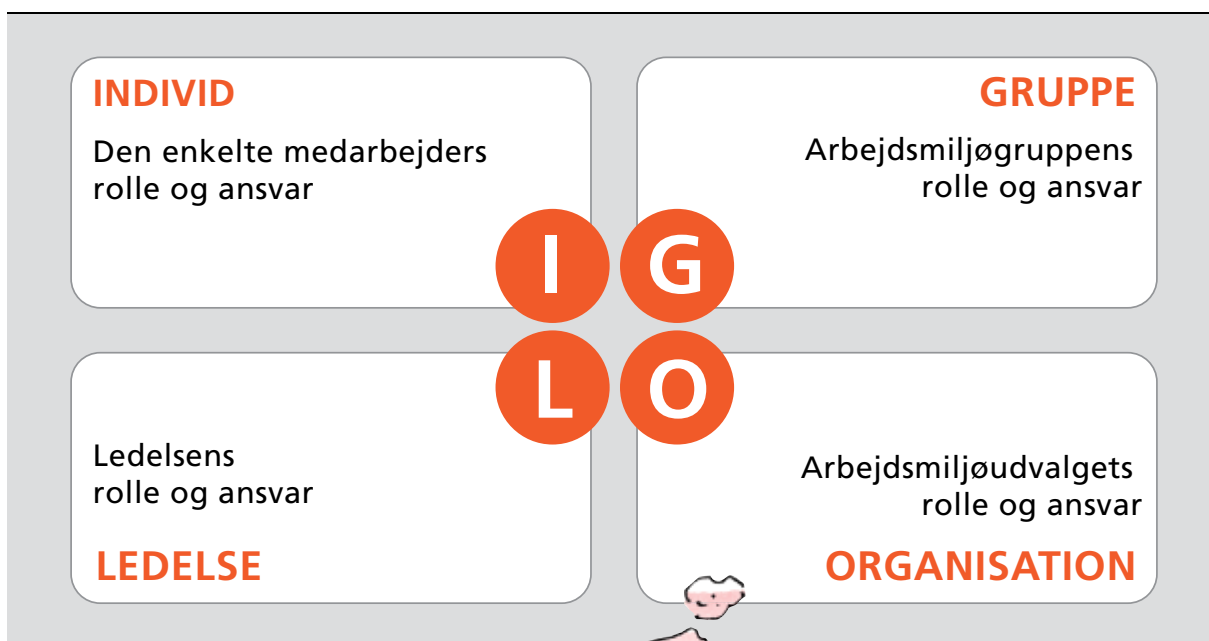 INDIVID
Den enkelte medarbejders
rolle og ansvar
GRUPPE
Arbejdsmiljøgruppens
rolle og ansvar
I
G
L
O
Ledelsens
rolle og ansvar
LEDELSE
Arbejdsmiljøudvalgets
rolle og ansvar
ORGANISATION